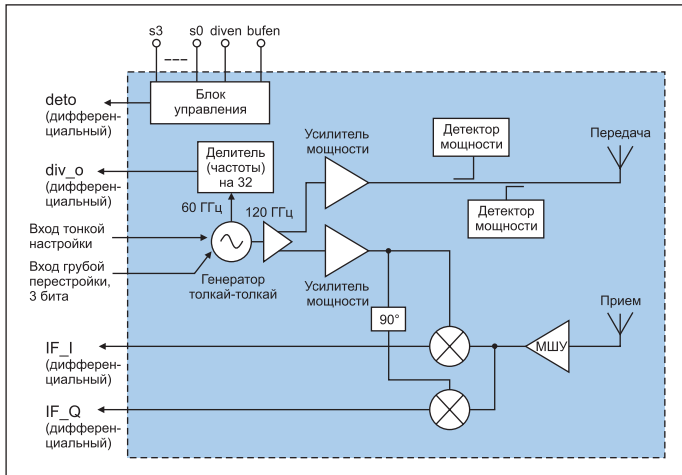 s3 s0 diven bufen
Блок
управления
deto
(дифферен-
циальный)
Делитель
(частоты)
на 32
div_o
(дифферен-
циальный)
Усилитель
мощности
Детектор
мощности
Передача
Детектор
мощности
60 ГГц
120 ГГц
Вход тонкой
настройки
Вход грубой
перестройки,
3 бита
Генератор
толкай-толкай
Усилитель
мощности
90°
Прием
МШУ
IF_I
(дифферен-
циальный)
IF_Q
(дифферен-
циальный)